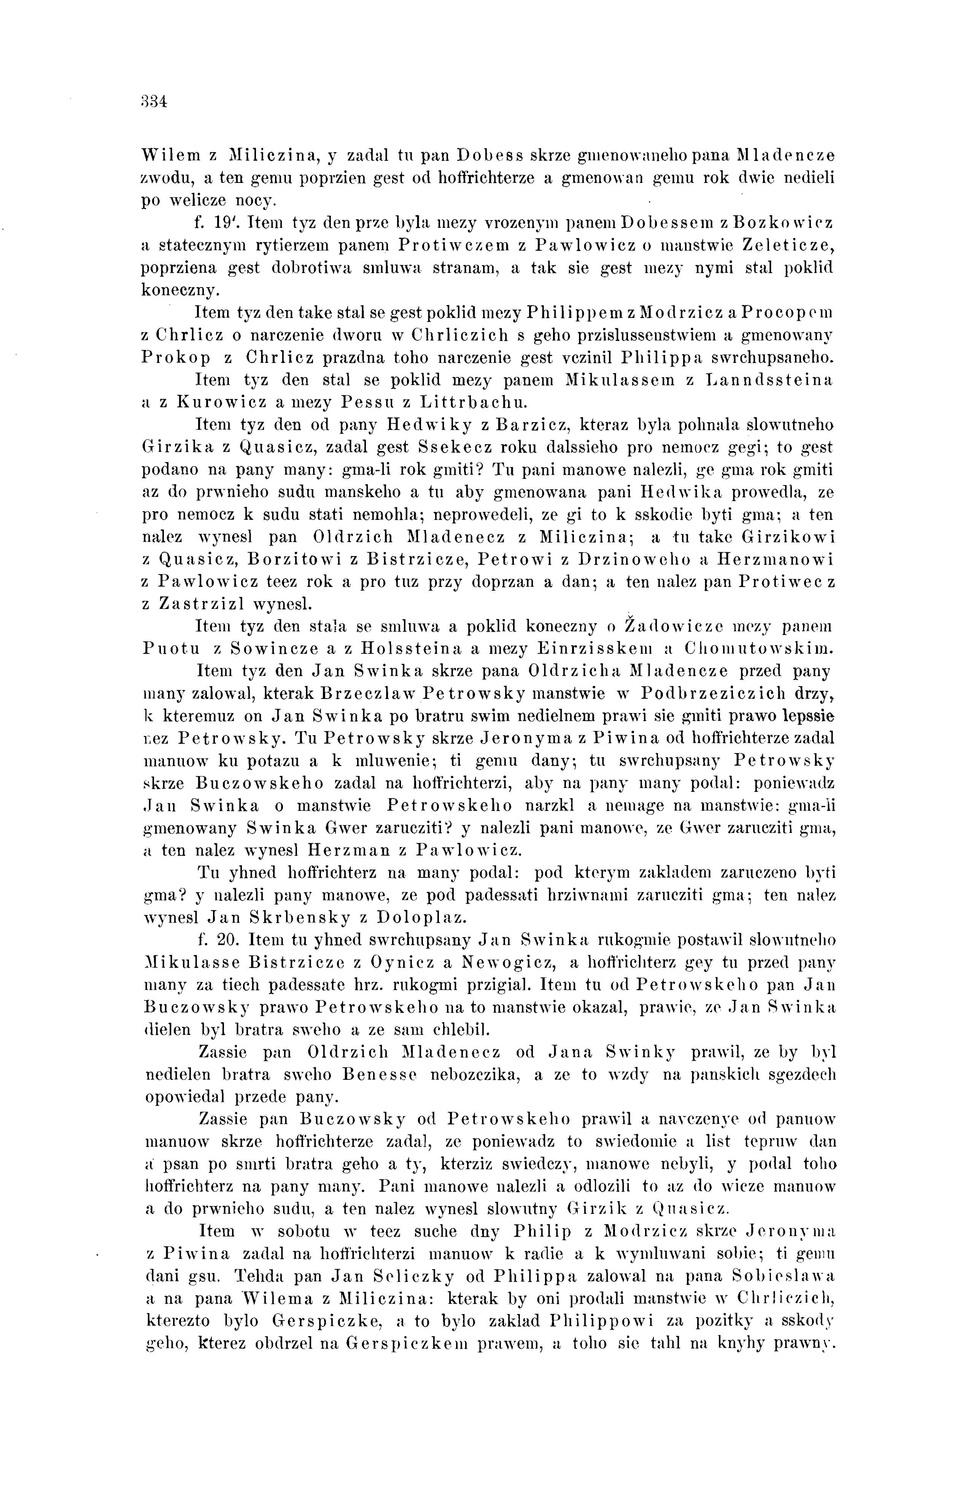 334
Wilem z Miliczina, y zadal tu pan Dobess skrze gmenowaneho pana Mladencze
zwodu, a ten gemu poprzien gest od hoffrichterze a gmenowan gemu rok dwie nedieli
po welicze nocy.
f. 19'. Item tyz den prze byla mezy vrozenym panem Dobessem z Bozkowicz
a statecznym rytierzem panem Protiwczem z Pawlowicz o manstwie Zeleticze,
poprziena gest dobrotiwa smluwa stranam, a tak sie gest mezy nymi stal poklid
koneczny.
Item tyz den take stal se gest poklid mezy Philippem z Modrzicz a Procopem
z Chrlicz o narczenie dworu w Chrliczich s geho przislussenstwiem a gmenowany
Prokop z Chrlicz prazdna toho narczenie gest vczinil Philippa swrchupsaneho.
Item tyz den stal se poklid mezy panem Mikulassem z Lanndssteina
a z Kurowicz a mezy Pessu z Littrbachu.
Item tyz den od pany Hedwiky z Barzicz, kteraz byla pohnala slowutneho
Girzika z Quasicz, zadal gest Ssekecz roku dalssieho pro nemocz gegi; to gest
podano na pany many: gma-li rok gmiti? Tu pani manowe nalezli, ge gma rok gmiti
az do prwnieho sudu manskeho a tu aby gmenowana pani Hedwika prowedla, ze
pro nemocz k sudu stati nemohla; neprowedeli, ze gi to k sskodie byti gma; a ten
nalez wynesl pan Oldrzich Mladenecz z Miliczina; a tu take Girzikowi
z Quasicz, Borzitowi z Bistrzicze, Petrowi z Drzinoweho a Herzmanowi
z Pawlowicz teez rok a pro tuz przy doprzan a dan; a ten nalez pan Protiwecz
z Zastrzizl wynesl.
Item tyz den stala se smluwa a poklid koneczny o Žadowicze mezy panem
Puotu z Sowincze a z Holssteina a mezy Einrzisskem a Chomutowskim.
Item tyz den Jan Swinka skrze pana Oldrzicha Mladencze przed pany
many zalowal, kterak Brzeczlaw Petrowsky manstwie w Podbrzeziczich drzy,
k kteremuz on Jan Swinka po bratru swim nedielnem prawi sie gmiti prawo lepssie
nez Petrowsky. Tu Petrowsky skrze Jeronyma z Piwina od hoffrichterze zadal
manuow ku potazu a k mluwenie; ti gemu dany; tu swrchupsany Petrowsky
skrze Buczowskeho zadal na hoffrichterzi, aby na pany many podal: poniewadz
Jan Swinka o manstwie Petrowskeho narzkl a nemage na manstwie: gma-li
gmenowany Swinka Gwer zarucziti? y nalezli pani manowe, ze Gwer zarucziti gma,
a ten nalez wynesl Herzman z Pawlowicz.
Tu yhned hoffrichterz na many podal: pod kterym zakladem zaruczeno byti
gma? y nalezli pany manowe, ze pod padessati hrziwnami zarucziti gma; ten nalez
wynesl Jan Skrbensky z Doloplaz.
f. 20. Item tu yhned swrchupsany Jan Swinka rukogmie postawil slowutneho
Mikulasse Bistrzicze z Oynicz a Newogicz, a hoffrichterz gey tu przed pany
many za tiech padessate hrz. rukogmi przigial. Item tu od Petrowskeho pan Jan
Buczowsky prawo Petrowskeho na to manstwie okazal, prawie, ze Jan Swinka
dielen byl bratra sweho a ze sam chlebil.
Zassie pan Oldrzich Mladenecz od Jana Swinky prawil, ze by byl
nedielen bratra sweho Benesse nebozczika, a ze to wzdy na panskich sgezdech
opowiedal przede pany.
Zassie pan Buczowsky od Petrowskeho prawil a navczenye od panuow
manuow skrze hoffrichterze zadal, ze poniewadz to swiedomie a list tepruw dan
a psan po smrti bratra geho a ty, kterziz swiedczy, manowe nebyli, y podal toho
hoffrichterz na pany many. Pani manowe nalezli a odlozili to az do wicze manuow
a do prwnieho sudu, a ten nalez wynesl slowutny Girzik z Quasicz.
Item w sobotu w teez suche dny Philip z Modrzicz skrze Jeronyma
z Piwina zadal na hoffrichterzi manuow k radie a k wymluwani sobie; ti gemu
dani gsu. Tehda pan Jan Seliczky od Philippa zalowal na pana Sobieslawa
a na pana Wilema z Miliczina: kterak by oni prodali manstwie w Chrliczich,
kterezto bylo Gerspiczke, a to bylo zaklad Philippowi za pozitky a sskody
geho, kterez obdrzel na Gerspiczkem prawem, a toho sie tahl na knyhy prawny.